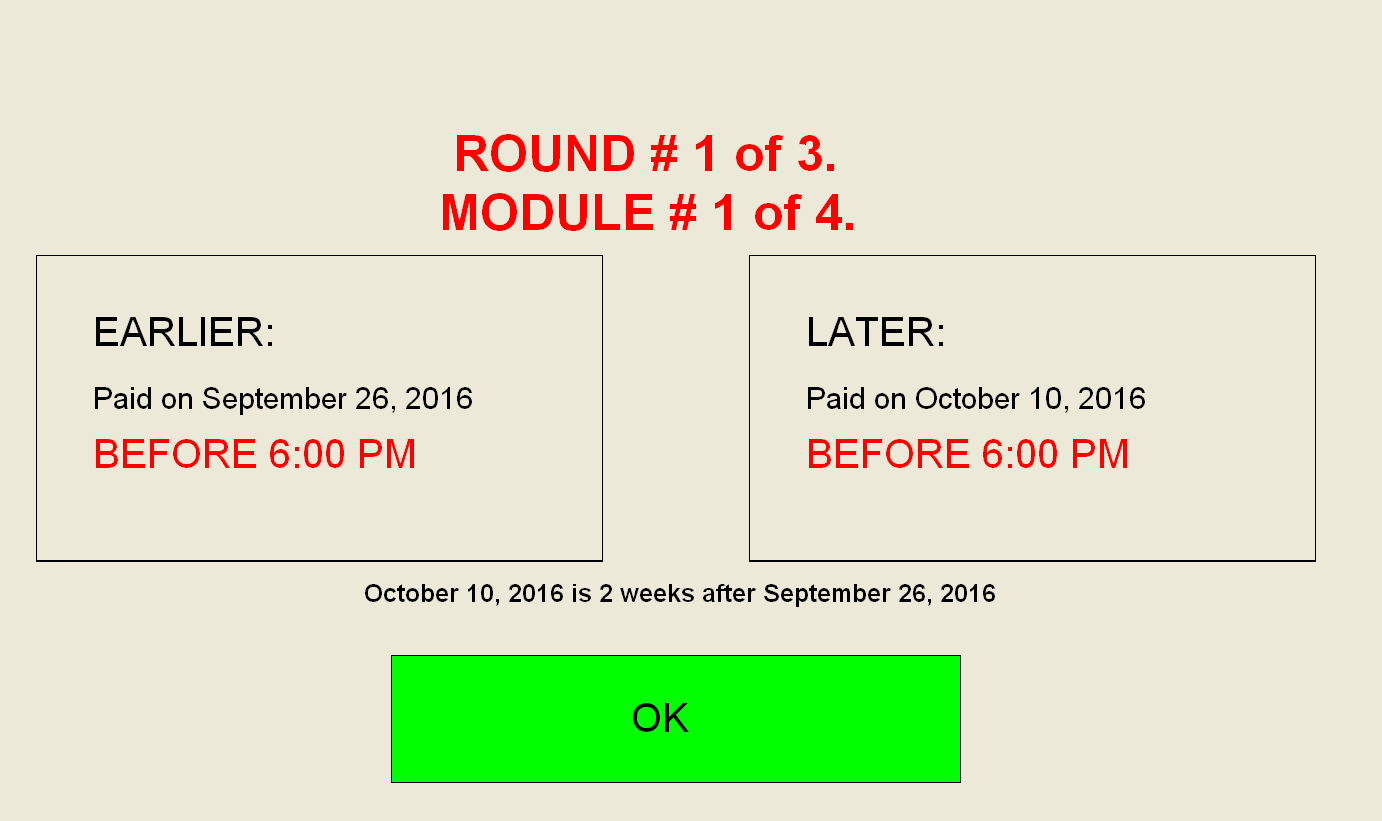 ROUND # 1 of 3.
MODULE # 1 of 4.
EARLIER:
Paid on September 26, 2016
BEFORE 6:00 PM
LATER:
Paid on October 10, 2016
BEFORE 6:00 PM
October 10, 2016 is 2 weeks after September 26, 2016
OK